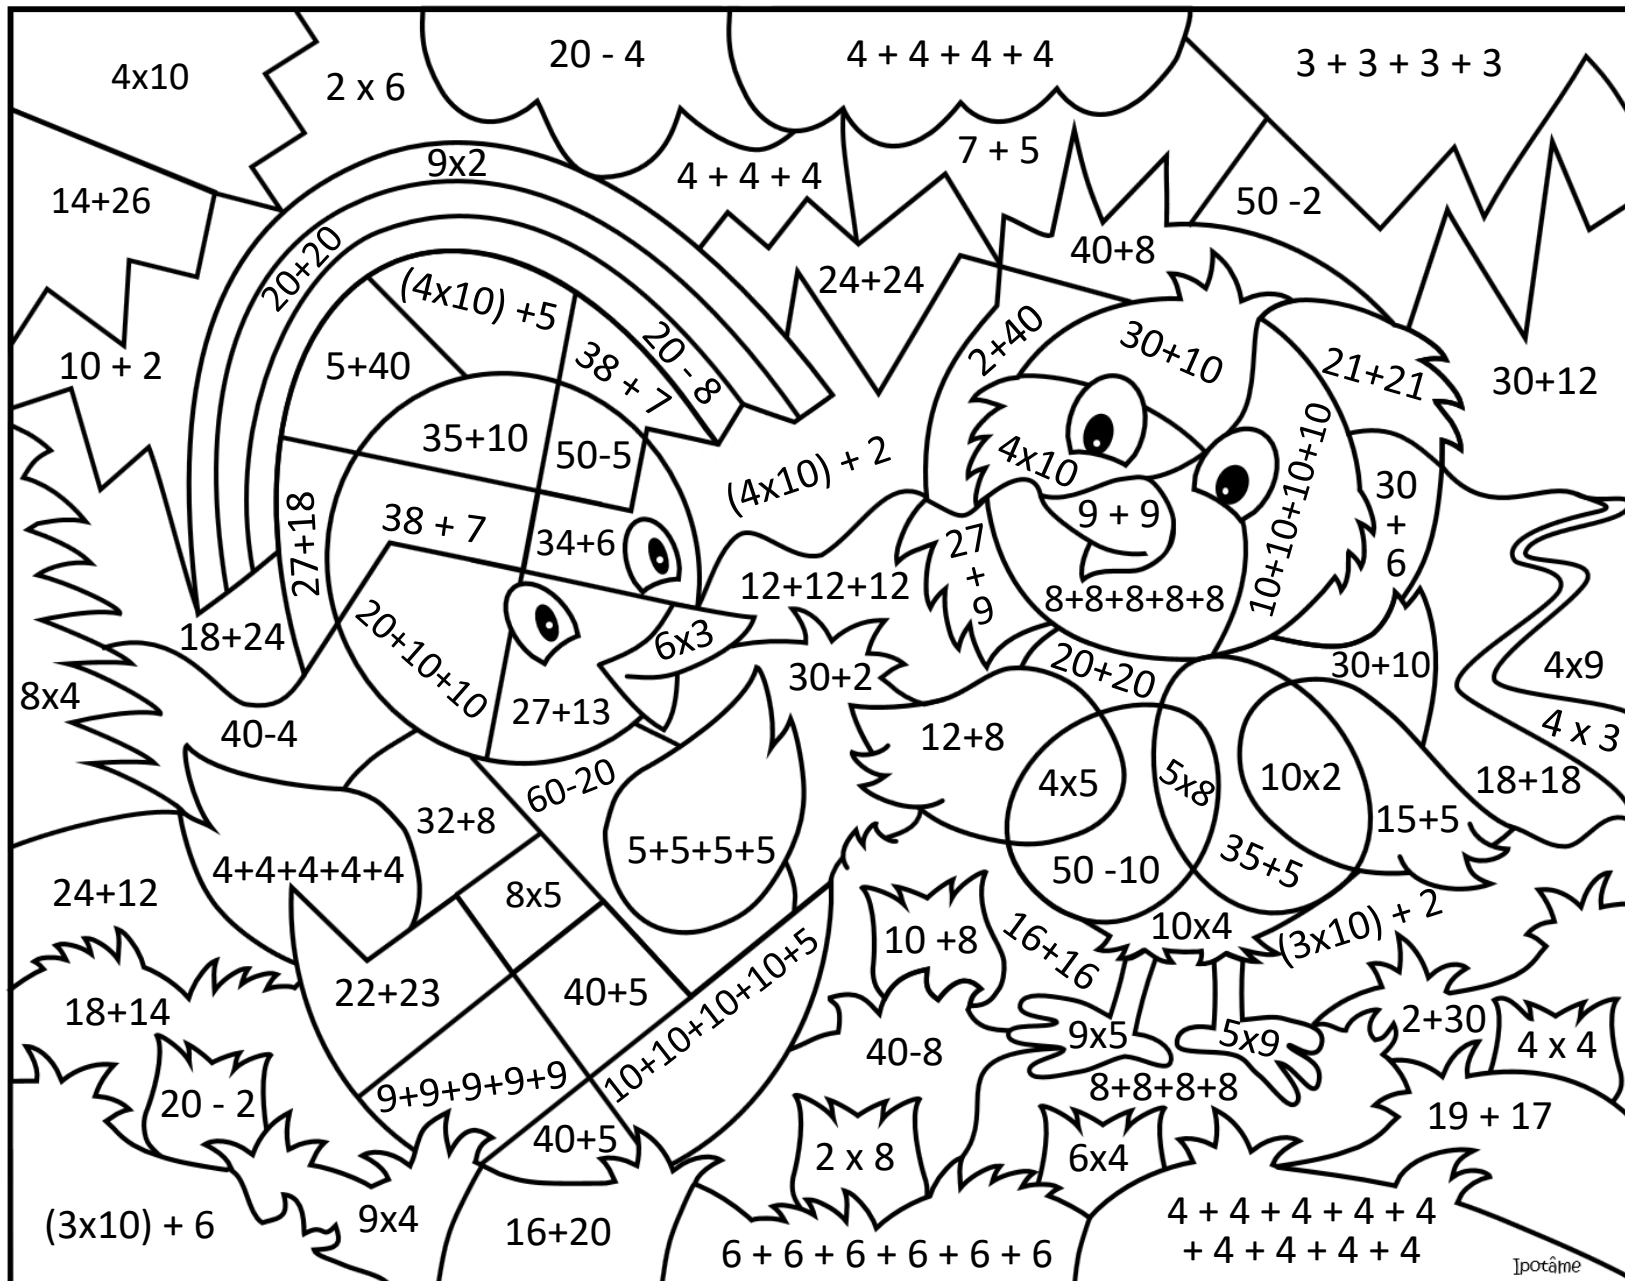 4x10
2 x 6
20 - 4
4 + 4 + 4 + 4
3 + 3 + 3 + 3
9x2
4 + 4 + 4
7 + 5
14+26
50 -2
20+20
40+8
24+24
(4x10) +5
10 + 2
5+40
38 + 7
20 - 8
2+40
30+10
21+21
30+12
35+10
50-5
(4x10) + 2
4x10
10+10+10+10
30
+
6
27+18
38 + 7
34+6
9 + 9
27
+
9
12+12+12
8+8+8+8+8
18+24
20+10+10
6x3
30+2
20+20
30+10
4x9
8x4
40-4
27+13
12+8
4 x 3
60-20
4x5
5x8
10x2
18+18
32+8
15+5
5+5+5+5
4+4+4+4+4
50 -10
35+5
24+12
8x5
10 +8
16+16
10x4
(3x10) + 2
22+23
40+5
10+10+10+10+5
18+14
40-8
9x5
5x9
2+30
4 x 4
20 - 2
9+9+9+9+9
8+8+8+8
19 + 17
40+5
2 x 8
6x4
(3x10) + 6
9x4
16+20
6 + 6 + 6 + 6 + 6 + 6
4 + 4 + 4 + 4 + 4
+ 4 + 4 + 4 + 4
Ipotâme